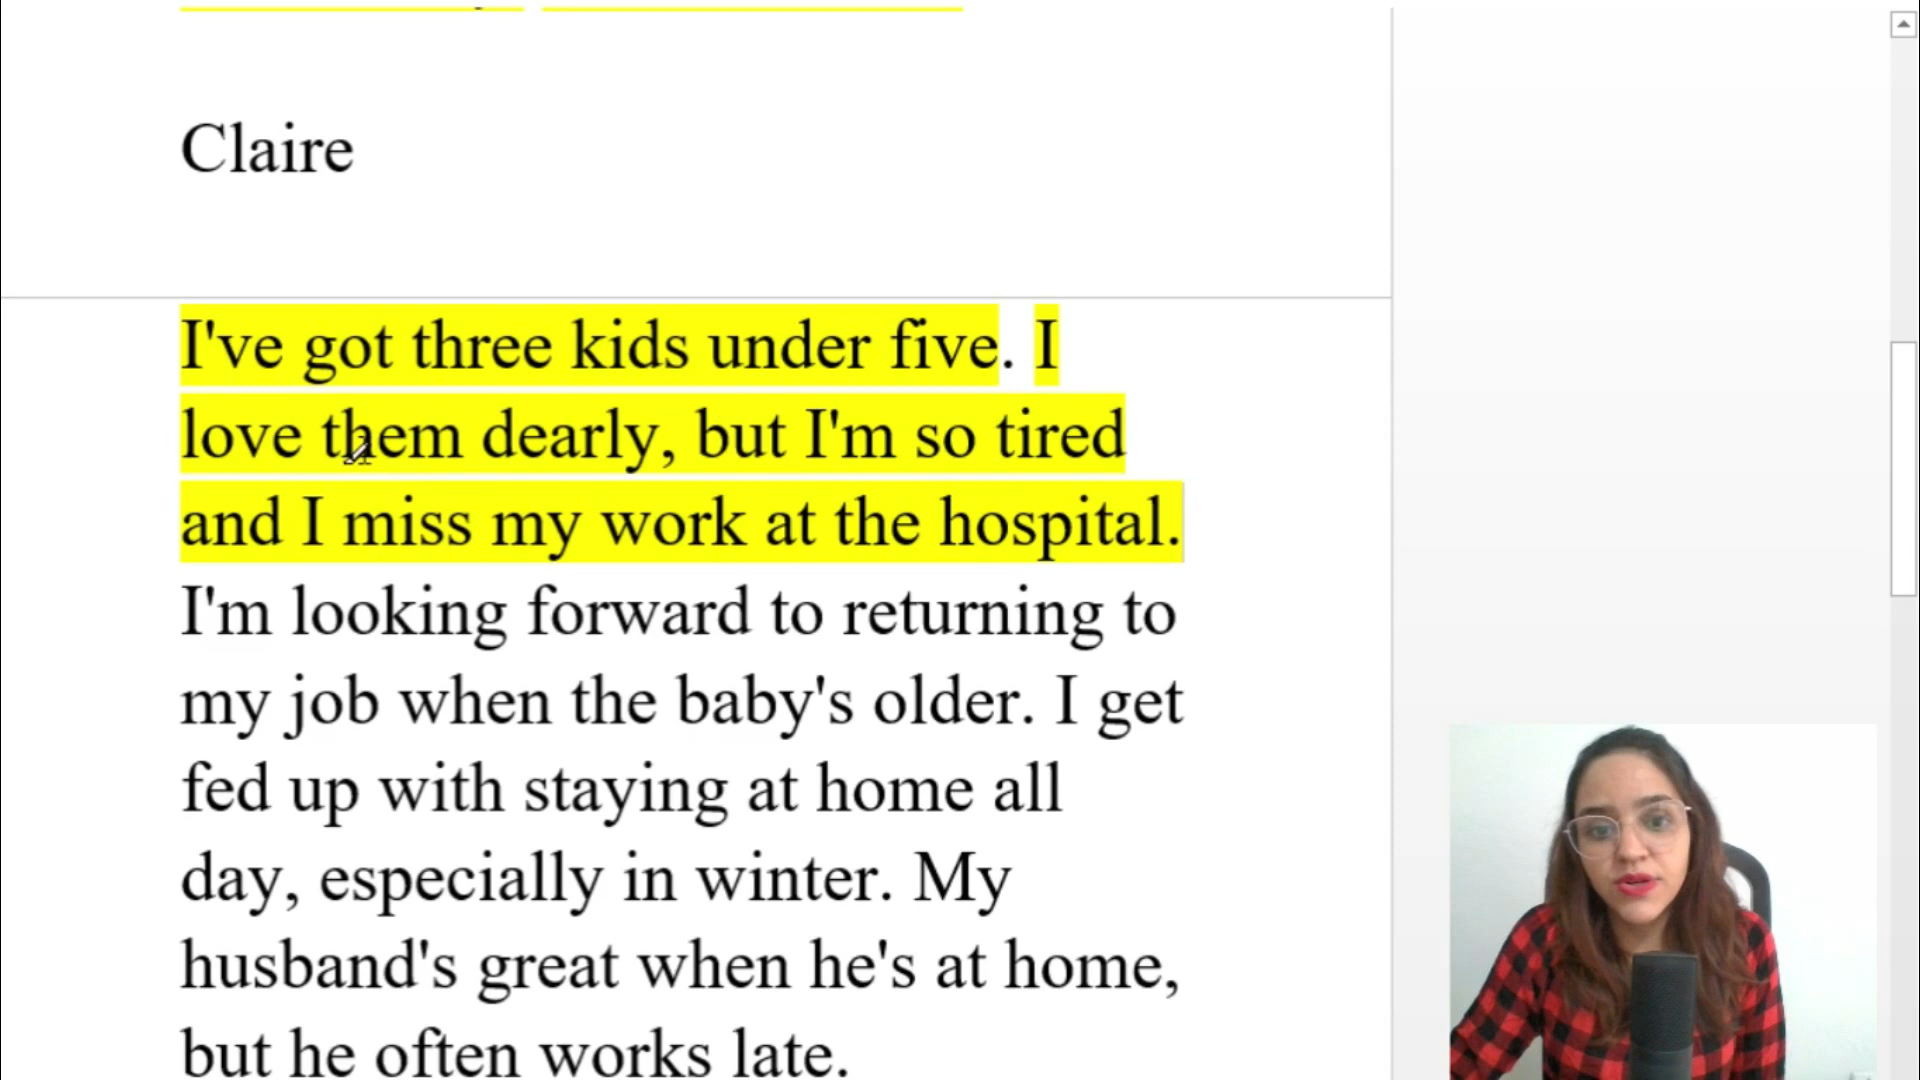 Claire
I've got three kids under five. I
love them dearly, but I'm so tired
and I miss my work at the hospital.
I'm looking forward to returning to
my job when the baby's older. I get
fed up with staying at home all
day, especially in winter. My
husband's great when he's at home,
but he often works late.